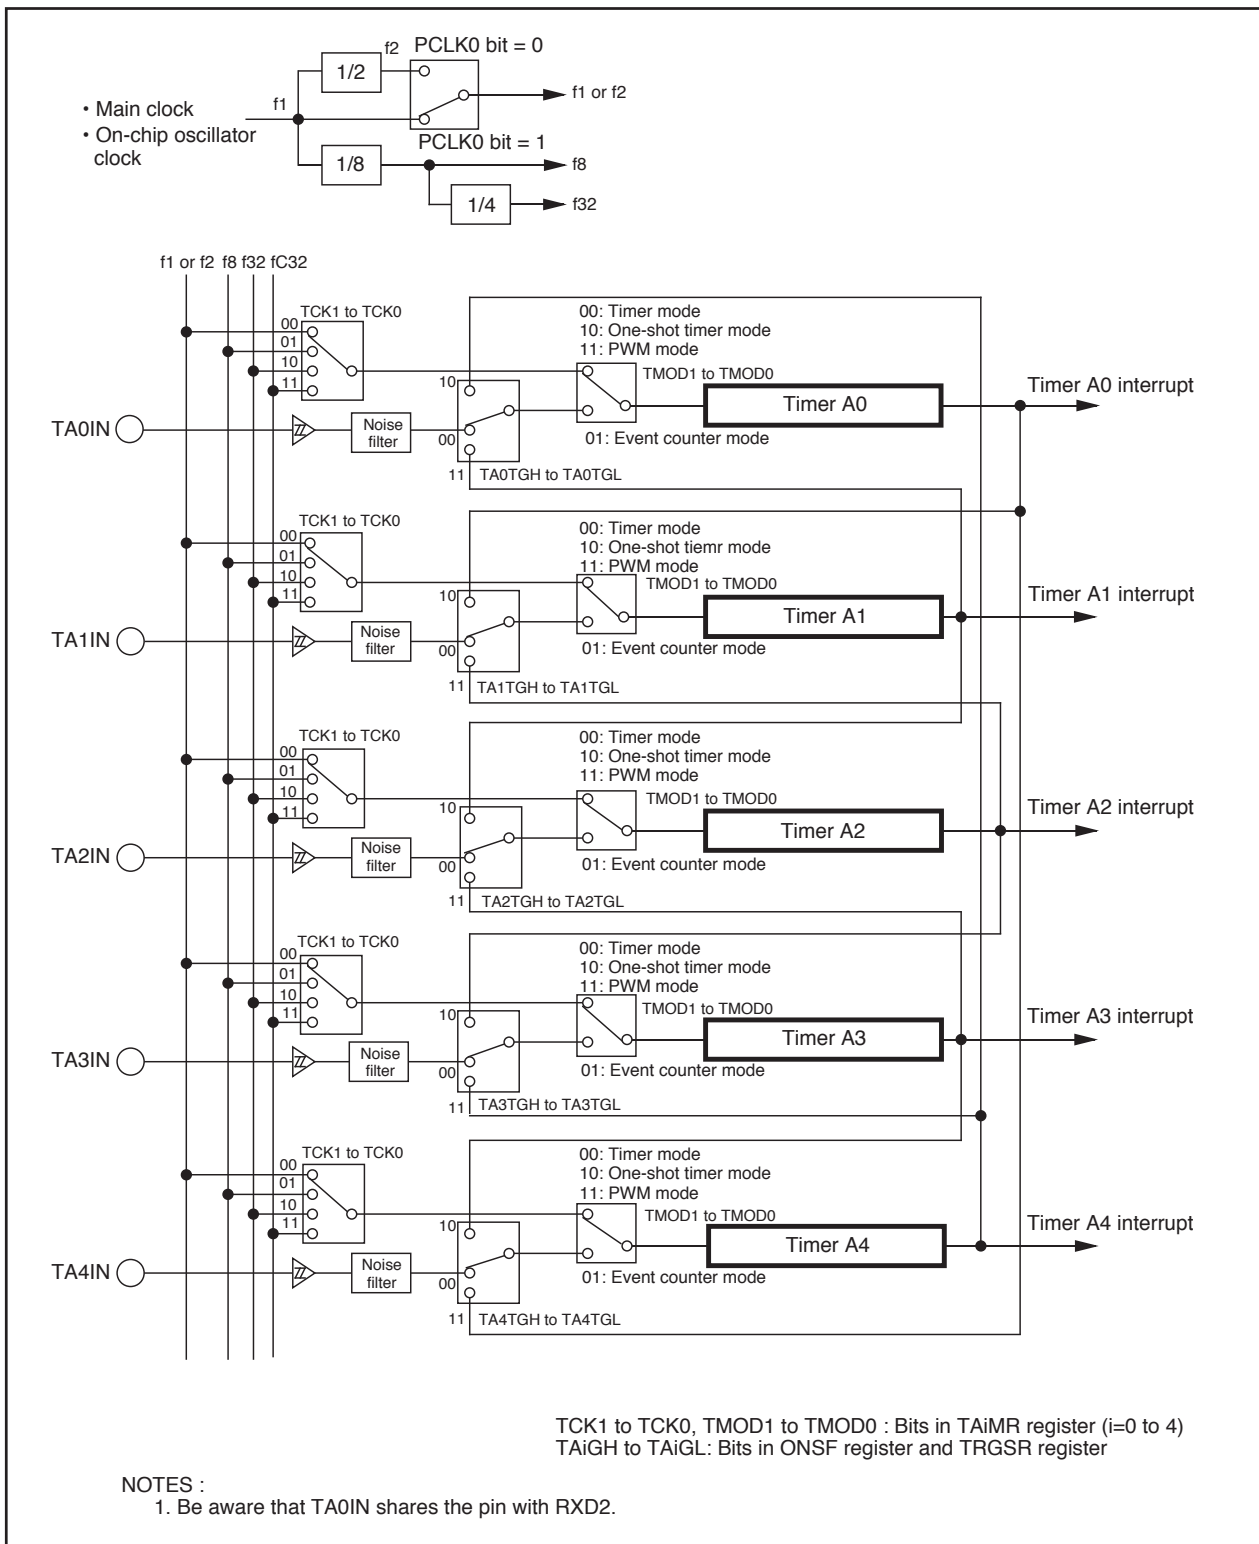 f2 PCLK0 bit = 0
1/2
f1 or f2
• Main clock
f1
• On-chip oscillator
clock
PCLK0 bit = 1
1/8
f8
1/4
f32
f1 or f2 f8 f32 fC32
TCK1 to TCK0
00
01
10
11
00: Timer mode
10: One-shot timer mode
11: PWM mode
TMOD1 to TMOD0
10
Timer A0
Timer A0 interrupt
TA0IN
Noise
filter
00
01: Event counter mode
11 TA0TGH to TA0TGL
TCK1 to TCK0
00
01
10
11
00: Timer mode
10: One-shot tiemr mode
11: PWM mode
TMOD1 to TMOD0
10
Timer A1
Timer A1 interrupt
TA1IN
Noise
filter
00
01: Event counter mode
11 TA1TGH to TA1TGL
TCK1 to TCK0
00
01
10
11
00: Timer mode
10: One-shot timer mode
11: PWM mode
TMOD1 to TMOD0
10
Timer A2
Timer A2 interrupt
TA2IN
Noise
filter
00
01: Event counter mode
11 TA2TGH to TA2TGL
TCK1 to TCK0
00
01
10
11
00: Timer mode
10: One-shot timer mode
11: PWM mode
TMOD1 to TMOD0
10
Timer A3
Timer A3 interrupt
TA3IN
Noise
filter
00
01: Event counter mode
11 TA3TGH to TA3TGL
TCK1 to TCK0
00
01
10
11
00: Timer mode
10: One-shot timer mode
11: PWM mode
TMOD1 to TMOD0
10
Timer A4
Timer A4 interrupt
TA4IN
Noise
filter
00
01: Event counter mode
11 TA4TGH to TA4TGL
TCK1 to TCK0, TMOD1 to TMOD0 : Bits in TAiMR register (i=0 to 4)
TAiGH to TAiGL: Bits in ONSF register and TRGSR register
NOTES :
1. Be aware that TA0IN shares the pin with RXD2.